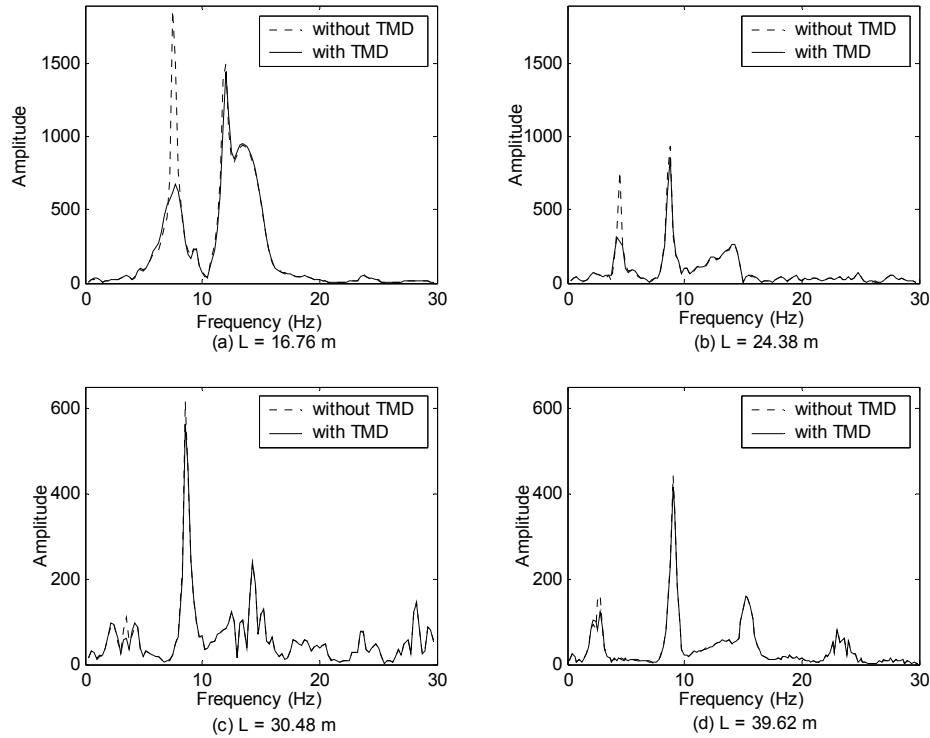 without TMD
with TMD
1500
1000
500
0
Amplitude
0
10
20
30
Frequency (Hz)
(a) L = 16.76 m
without TMD
with TMD
1500
1000
500
0
Amplitude
0
10
20
30
Frequency (Hz)
(b) L = 24.38 m
without TMD
with TMD
600
400
200
0
Amplitude
0
10
20
30
Frequency (Hz)
(c) L = 30.48 m
without TMD
with TMD
600
400
200
0
Amplitude
0
10
20
30
Frequency (Hz)
(d) L = 39.62 m